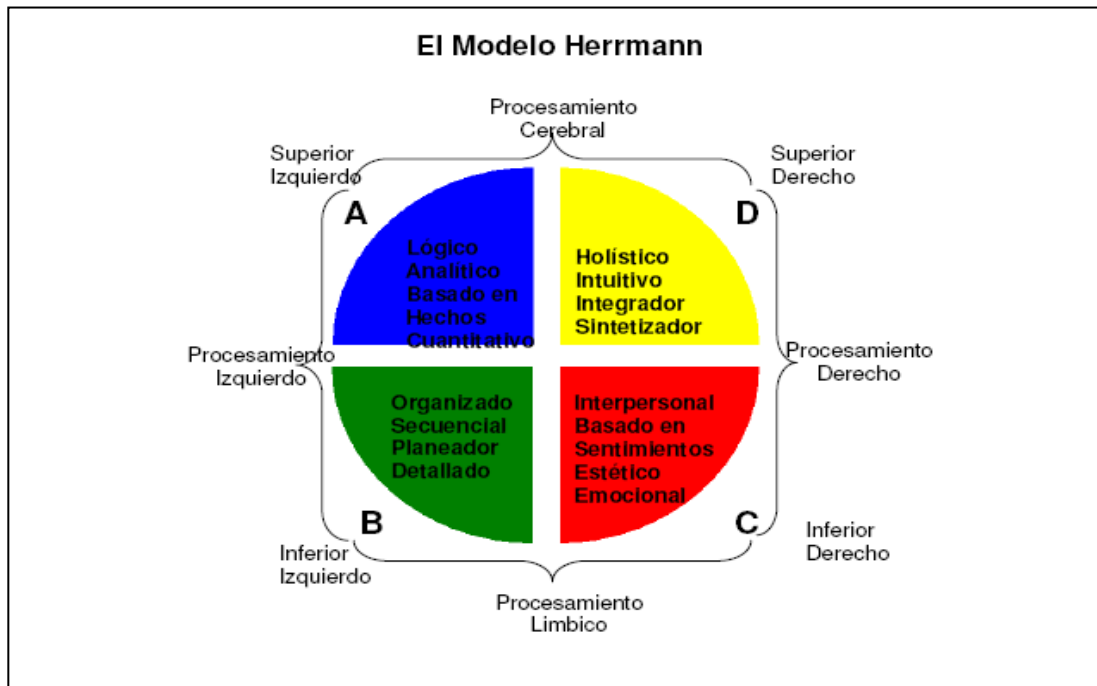 El Modelo Herrmann
Procesamiento
Cerebral
Superior
Izquierdo
Superior
Derecho
A
D
Lógico
Analítico
Basado en
Hechos
Cuantitativo
Holístico
Intuitivo
Integrador
Sintetizador
Procesamiento
Izquierdo
Procesamiento
Derecho
Organizado
Secuencial
Planeador
Detallado
Interpersonal
Basado en
Sentimientos
Estético
Emocional
B
C
Inferior
Izquierdo
Inferior
Derecho
Procesamiento
Limbico